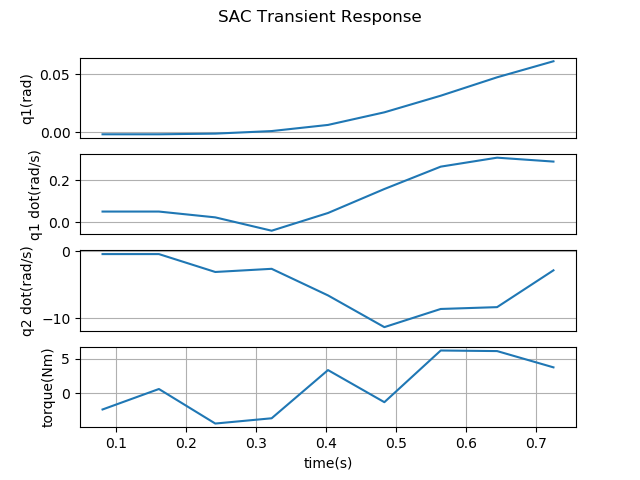 SAC Transient Response
q1(rad)
0.05
0.00
q1 dot(rad/s)
0.2
0.0
q2 dot(rad/s)
0
−10
torque(Nm)
5
0
0.1 0.2 0.3 0.4 0.5 0.6 0.7
time(s)